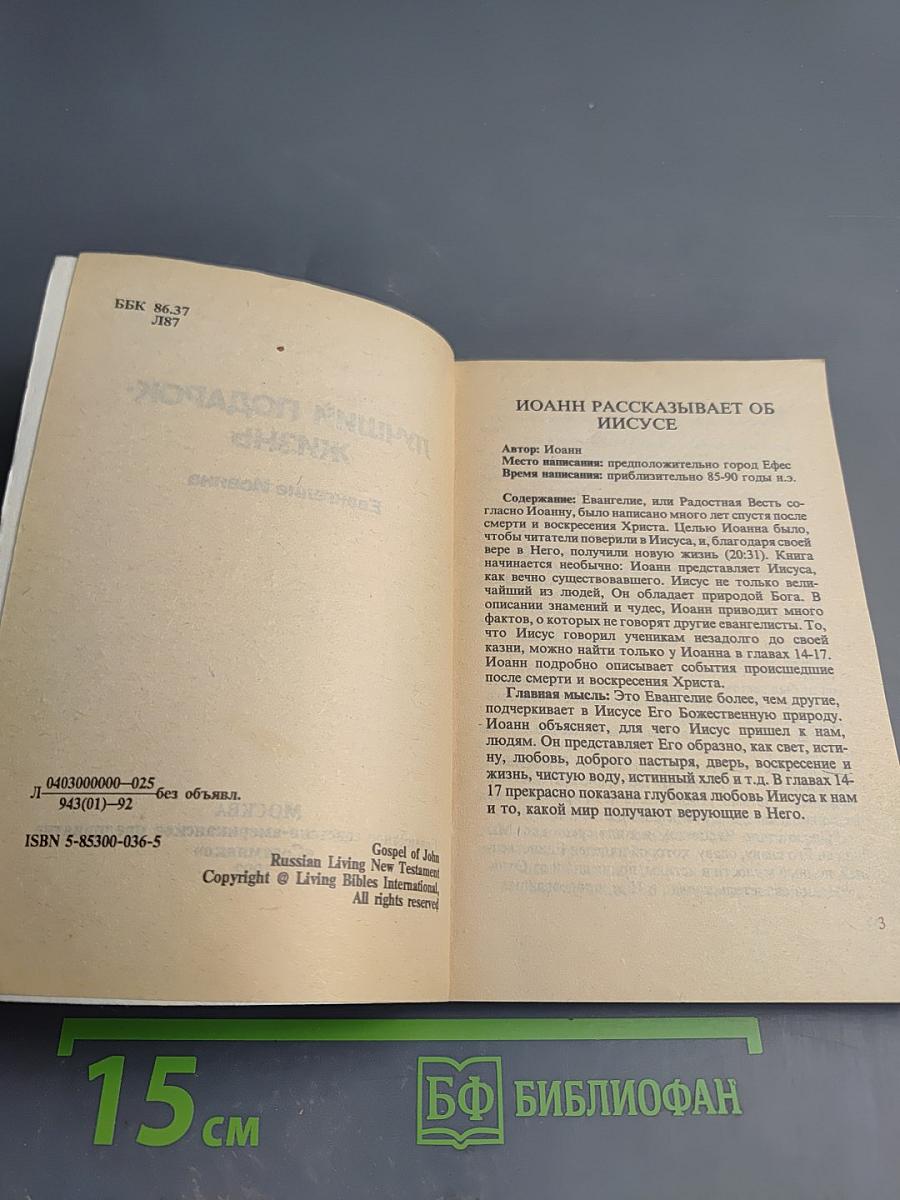 ББК 86.37
Л87
ЛУЧШИЙ ПОДАРОК-
ЖИЗНЬ
Евангелие Иоанна
Л 0403000000—025 без объявл.
943(01)—92
ISBN 5-85300-036-5
Gospel of John
Russian Living New Testament
Copyright @ Living Bibles International,
All rights reserved
МОСКВА
ИОАНН РАССКАЗЫВАЕТ ОБ
ИИСУСЕ
Автор: Иоанн
Место написания: предположительно город Ефес
Время написания: приблизительно 85-90 годы н.э.
Содержание: Евангелие, или Радостная Весть со-
гласно Иоанну, было написано много лет спустя после
смерти и воскресения Христа. Целью Иоанна было,
чтобы читатели поверили в Иисуса, и, благодаря своей
вере в Него, получили новую жизнь (20:31). Книга
начинается необычно: Иоанн представляет Иисуса,
как вечно существовавшего. Иисус не только вели-
чайший из людей, Он обладает природой Бога. В
описании знамений и чудес, Иоанн приводит много
фактов, о которых не говорят другие евангелисты. То,
что Иисус говорил ученикам незадолго до своей
казни, можно найти только у Иоанна в главах 14-17.
Иоанн подробно описывает события происшедшие
после смерти и воскресения Христа.
Главная мысль: Это Евангелие более, чем другие,
подчеркивает в Иисусе Его Божественную природу.
Иоанн объясняет, для чего Иисус пришел к нам,
людям. Он представляет Его образно, как свет, исти-
ну, любовь, доброго пастыря, дверь, воскресение и
жизнь, чистую воду, истинный хлеб и т.д. В главах 14-
17 прекрасно показана глубокая любовь Иисуса к нам
и то, какой мир получают верующие в Него.
3
15 см
БФ БИБЛИОФАН